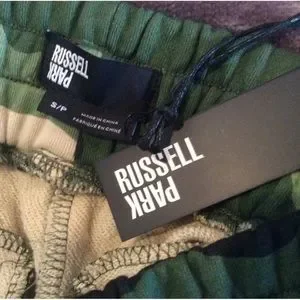 RUSSELL
PARK
S/P
MADE IN CHINA
FABRIQUÉ EN CHINE
RUSSELL
PARK